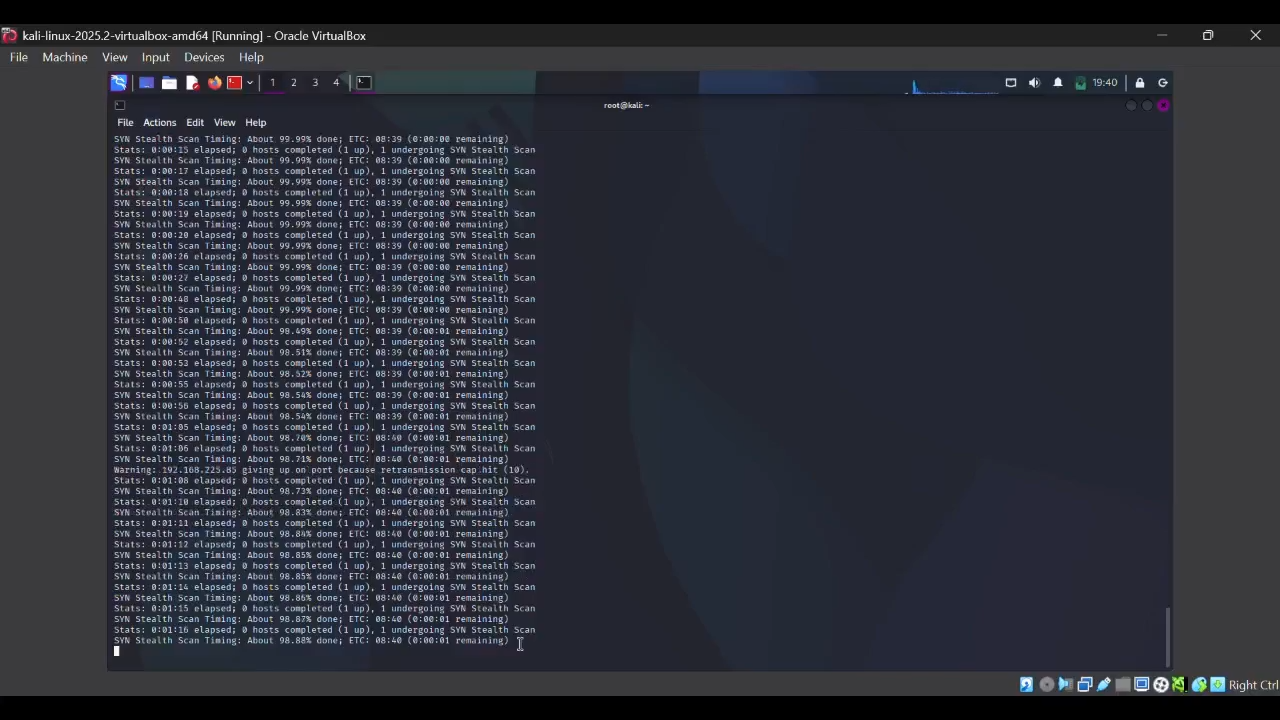 kali-linux-2025.2-virtualbox-amd64 [Running] - Oracle VirtualBox
File Machine View Input Devices Help
1 2 3 4 19:40
root@kali: ~
File Actions Edit View Help
SYN Stealth Scan Timing: About 99.99% done; ETC: 08:39 (0:00:00 remaining)
Stats: 0:00:15 elapsed; 0 hosts completed (1 up), 1 undergoing SYN Stealth Scan
SYN Stealth Scan Timing: About 99.99% done; ETC: 08:39 (0:00:00 remaining)
Stats: 0:00:17 elapsed; 0 hosts completed (1 up), 1 undergoing SYN Stealth Scan
SYN Stealth Scan Timing: About 99.99% done; ETC: 08:39 (0:00:00 remaining)
Stats: 0:00:18 elapsed; 0 hosts completed (1 up), 1 undergoing SYN Stealth Scan
SYN Stealth Scan Timing: About 99.99% done; ETC: 08:39 (0:00:00 remaining)
Stats: 0:00:19 elapsed; 0 hosts completed (1 up), 1 undergoing SYN Stealth Scan
SYN Stealth Scan Timing: About 99.99% done; ETC: 08:39 (0:00:00 remaining)
Stats: 0:00:20 elapsed; 0 hosts completed (1 up), 1 undergoing SYN Stealth Scan
SYN Stealth Scan Timing: About 99.99% done; ETC: 08:39 (0:00:00 remaining)
Stats: 0:00:26 elapsed; 0 hosts completed (1 up), 1 undergoing SYN Stealth Scan
SYN Stealth Scan Timing: About 99.99% done; ETC: 08:39 (0:00:00 remaining)
Stats: 0:00:27 elapsed; 0 hosts completed (1 up), 1 undergoing SYN Stealth Scan
SYN Stealth Scan Timing: About 99.99% done; ETC: 08:39 (0:00:00 remaining)
Stats: 0:00:48 elapsed; 0 hosts completed (1 up), 1 undergoing SYN Stealth Scan
SYN Stealth Scan Timing: About 99.99% done; ETC: 08:39 (0:00:00 remaining)
Stats: 0:00:50 elapsed; 0 hosts completed (1 up), 1 undergoing SYN Stealth Scan
SYN Stealth Scan Timing: About 98.49% done; ETC: 08:39 (0:00:01 remaining)
Stats: 0:00:52 elapsed; 0 hosts completed (1 up), 1 undergoing SYN Stealth Scan
SYN Stealth Scan Timing: About 98.51% done; ETC: 08:39 (0:00:01 remaining)
Stats: 0:00:53 elapsed; 0 hosts completed (1 up), 1 undergoing SYN Stealth Scan
SYN Stealth Scan Timing: About 98.52% done; ETC: 08:39 (0:00:01 remaining)
Stats: 0:00:55 elapsed; 0 hosts completed (1 up), 1 undergoing SYN Stealth Scan
SYN Stealth Scan Timing: About 98.54% done; ETC: 08:39 (0:00:01 remaining)
Stats: 0:00:56 elapsed; 0 hosts completed (1 up), 1 undergoing SYN Stealth Scan
SYN Stealth Scan Timing: About 98.54% done; ETC: 08:39 (0:00:01 remaining)
Stats: 0:01:05 elapsed; 0 hosts completed (1 up), 1 undergoing SYN Stealth Scan
SYN Stealth Scan Timing: About 98.70% done; ETC: 08:40 (0:00:01 remaining)
Stats: 0:01:06 elapsed; 0 hosts completed (1 up), 1 undergoing SYN Stealth Scan
SYN Stealth Scan Timing: About 98.71% done; ETC: 08:40 (0:00:01 remaining)
Warning: 192.168.225.85 giving up on port because retransmission cap hit (10).
Stats: 0:01:08 elapsed; 0 hosts completed (1 up), 1 undergoing SYN Stealth Scan
SYN Stealth Scan Timing: About 98.73% done; ETC: 08:40 (0:00:01 remaining)
Stats: 0:01:10 elapsed; 0 hosts completed (1 up), 1 undergoing SYN Stealth Scan
SYN Stealth Scan Timing: About 98.83% done; ETC: 08:40 (0:00:01 remaining)
Stats: 0:01:11 elapsed; 0 hosts completed (1 up), 1 undergoing SYN Stealth Scan
SYN Stealth Scan Timing: About 98.84% done; ETC: 08:40 (0:00:01 remaining)
Stats: 0:01:12 elapsed; 0 hosts completed (1 up), 1 undergoing SYN Stealth Scan
SYN Stealth Scan Timing: About 98.85% done; ETC: 08:40 (0:00:01 remaining)
Stats: 0:01:13 elapsed; 0 hosts completed (1 up), 1 undergoing SYN Stealth Scan
SYN Stealth Scan Timing: About 98.85% done; ETC: 08:40 (0:00:01 remaining)
Stats: 0:01:14 elapsed; 0 hosts completed (1 up), 1 undergoing SYN Stealth Scan
SYN Stealth Scan Timing: About 98.86% done; ETC: 08:40 (0:00:01 remaining)
Stats: 0:01:15 elapsed; 0 hosts completed (1 up), 1 undergoing SYN Stealth Scan
SYN Stealth Scan Timing: About 98.87% done; ETC: 08:40 (0:00:01 remaining)
Stats: 0:01:16 elapsed; 0 hosts completed (1 up), 1 undergoing SYN Stealth Scan
SYN Stealth Scan Timing: About 98.88% done; ETC: 08:40 (0:00:01 remaining)
Right Ctrl